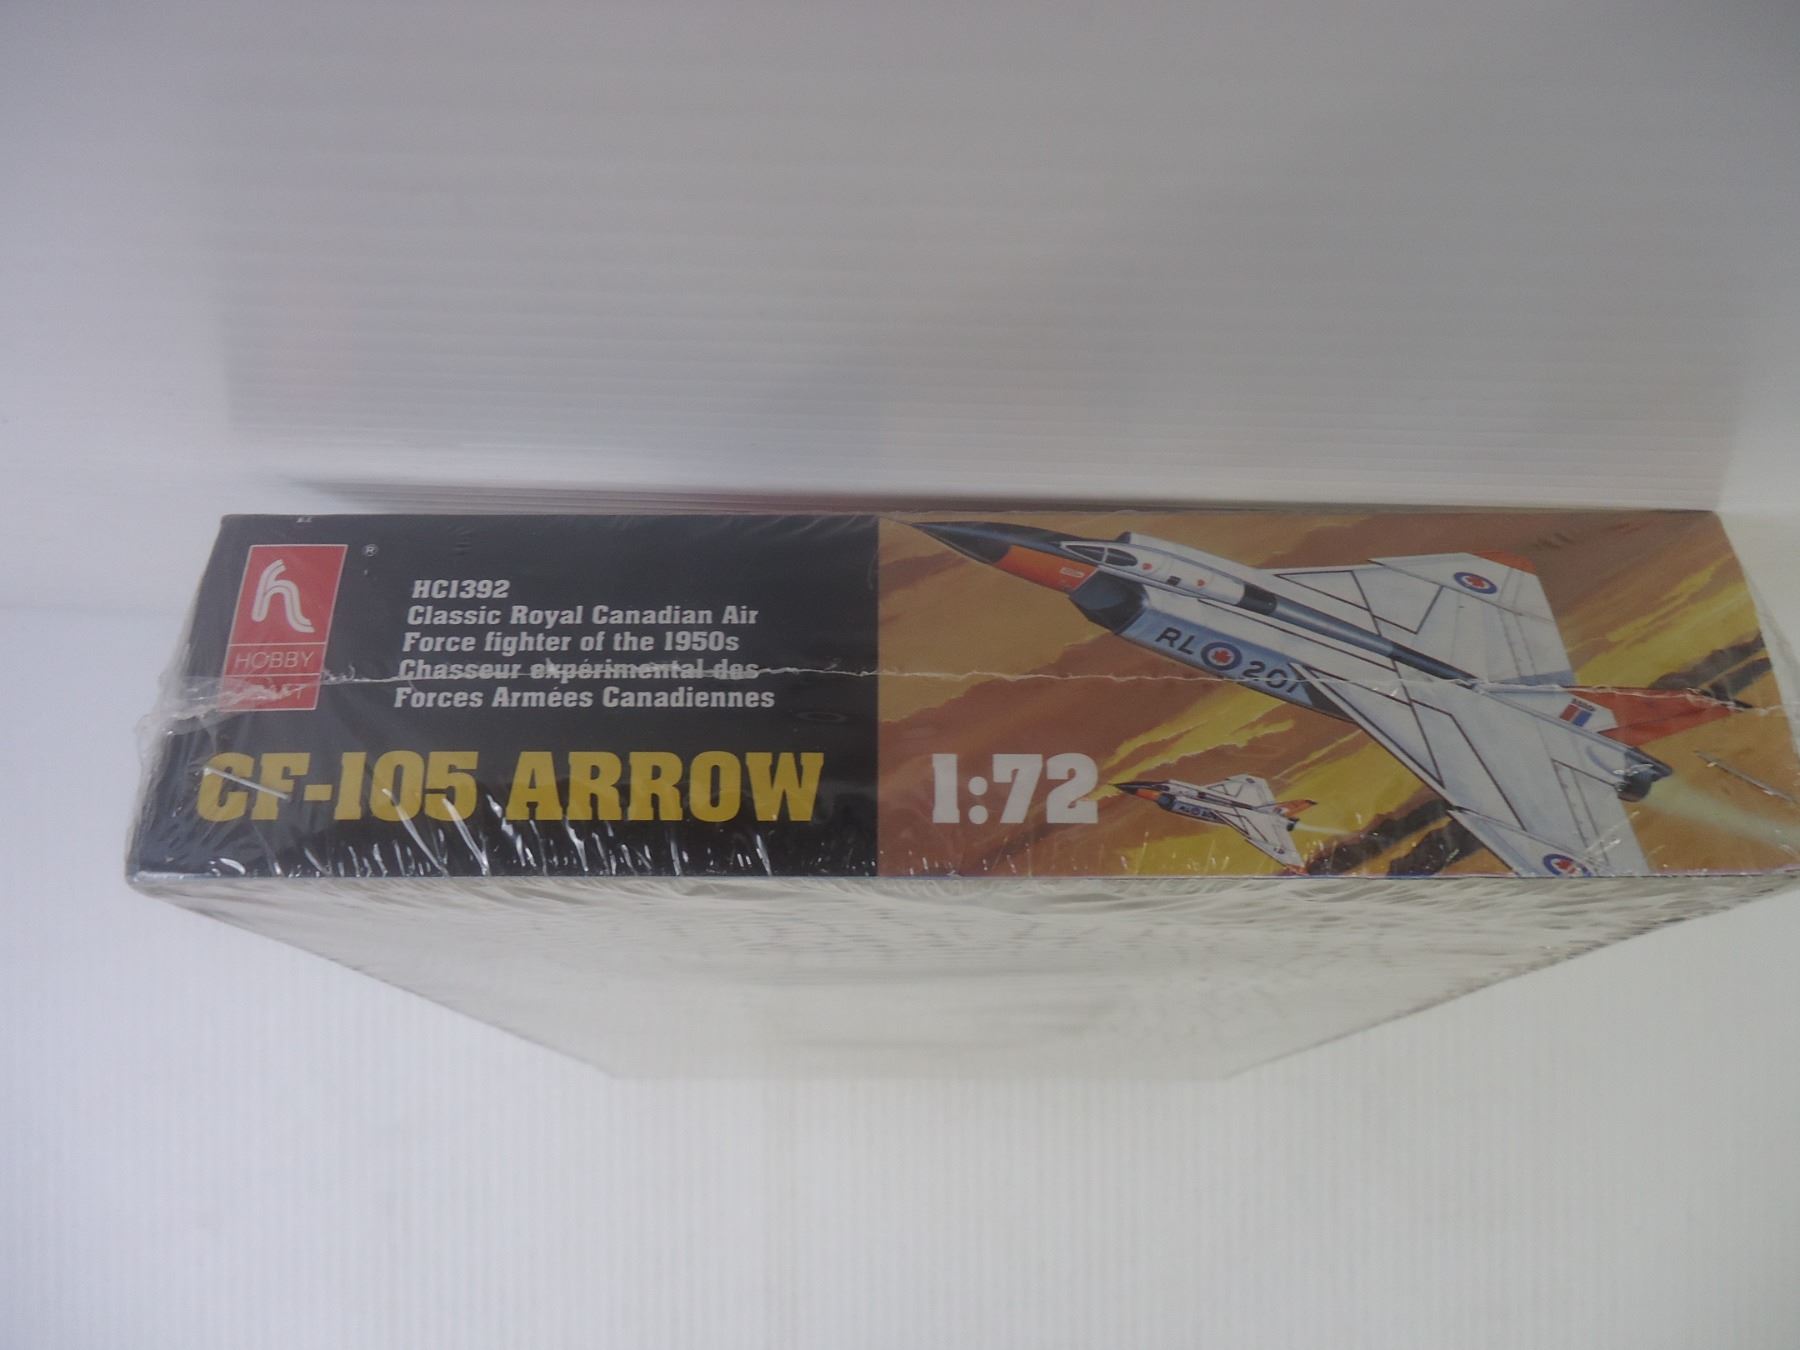 ®
HOBBY
HC1392
Classic Royal Canadian Air
Force fighter of the 1950s
Chasseur expérimental des
Forces Armées Canadiennes
CF-105 ARROW
1:72
RL 201